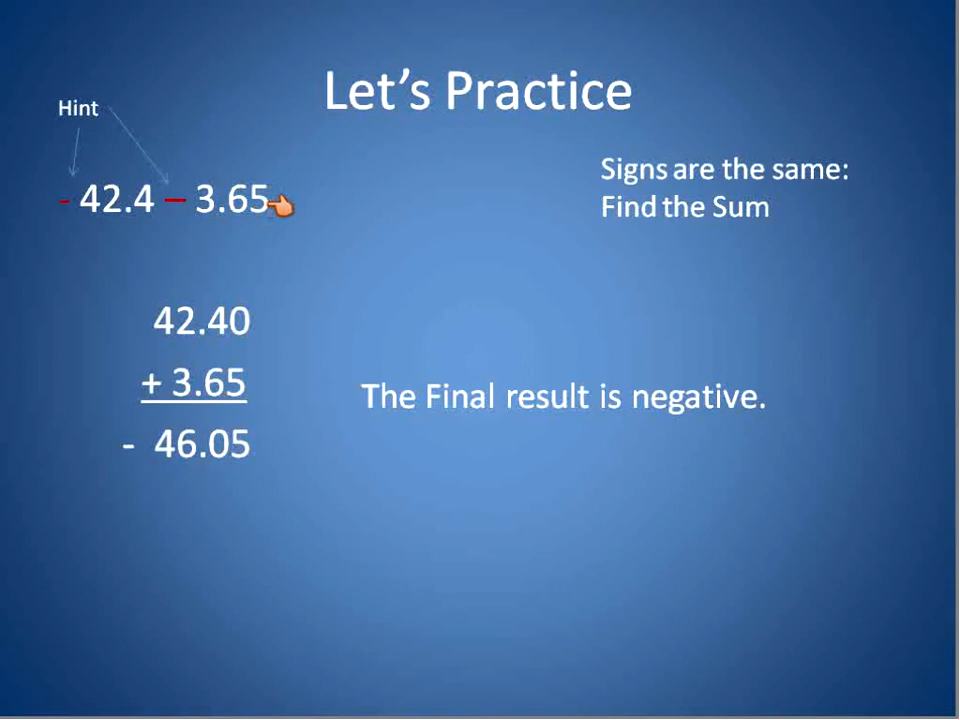 Let's Practice
Hint
- 42.4 – 3.65
Signs are the same:
Find the Sum
42.40
+ 3.65
- 46.05
The Final result is negative.